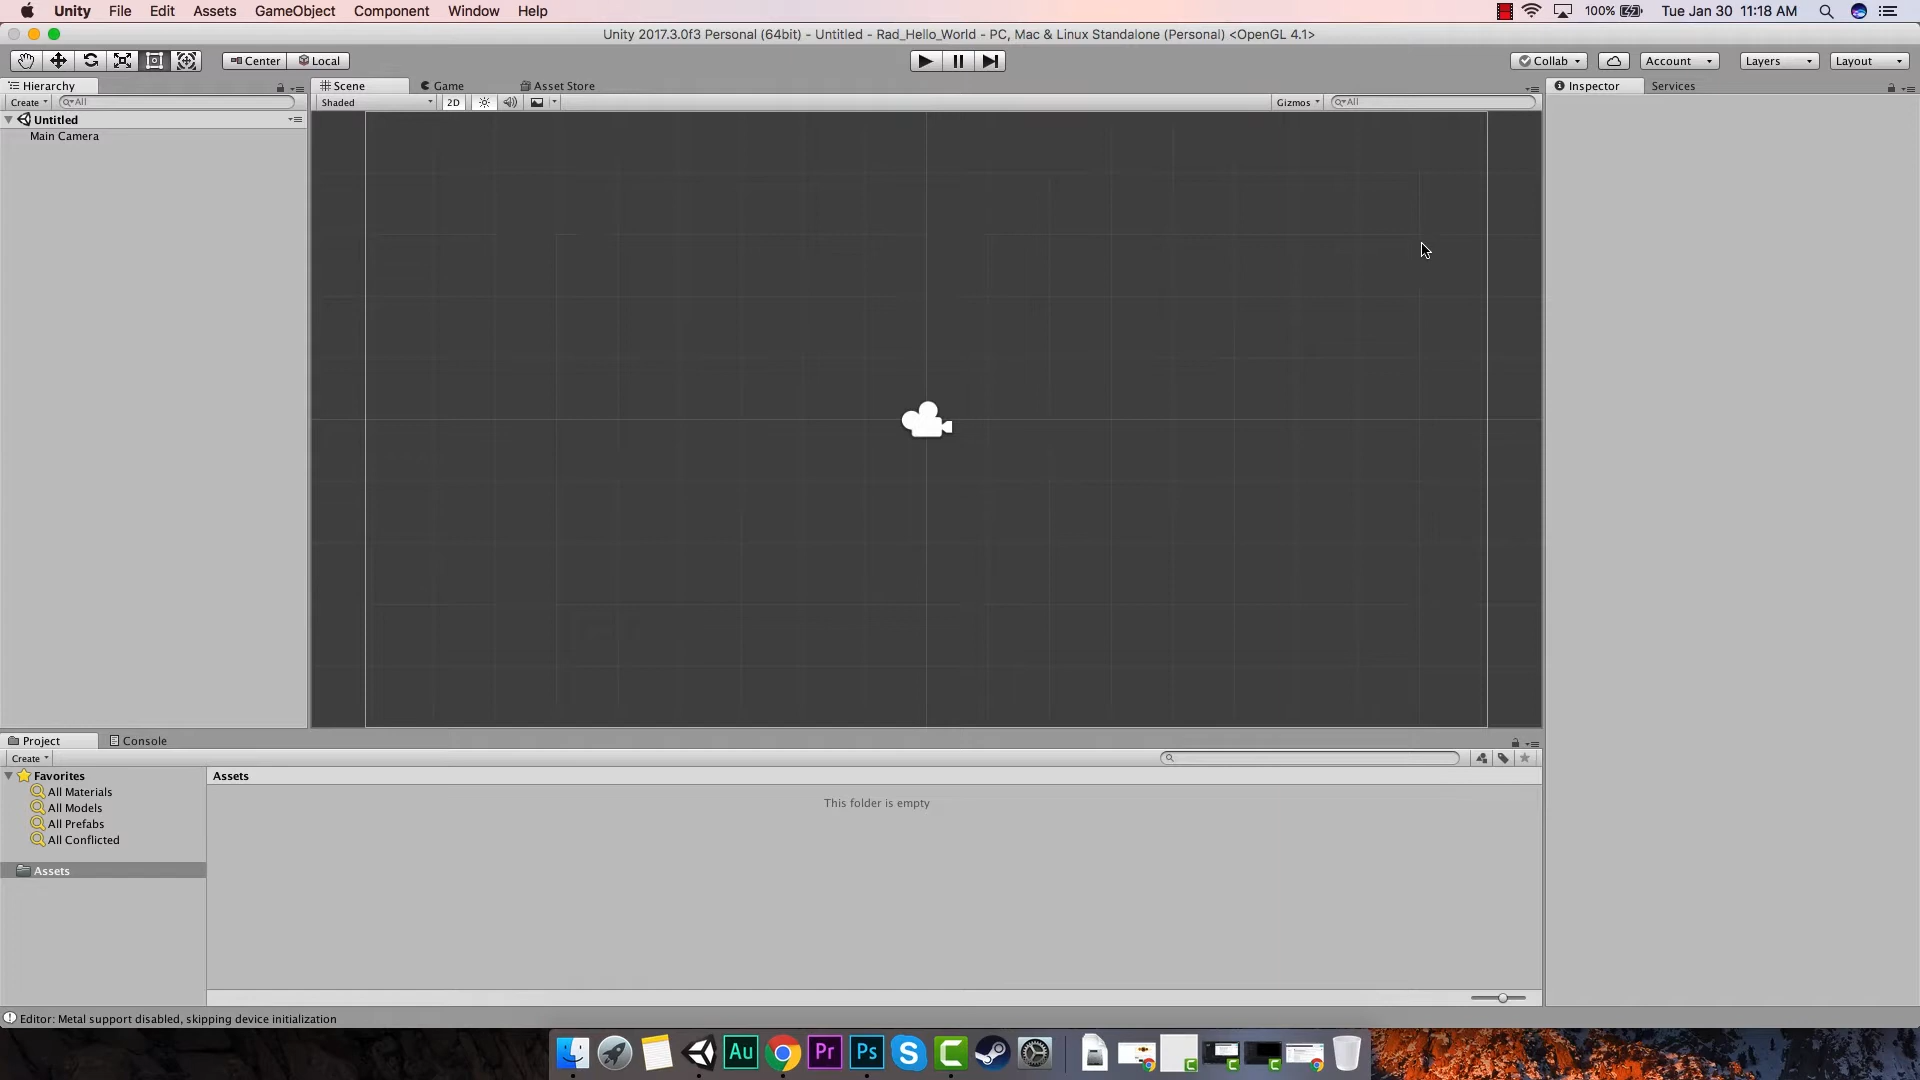 Unity File Edit Assets GameObject Component Window Help 100% Tue Jan 30 11:18 AM
Unity 2017.3.0f3 Personal (64bit) - Untitled - Rad_Hello_World - PC, Mac & Linux Standalone (Personal) <OpenGL 4.1>
Center Local Collab Account Layers Layout
Hierarchy Scene Game Asset Store Inspector Services
Create All Shaded 2D Gizmos All
Untitled
Main Camera
Project Console
Create
Favorites Assets
All Materials This folder is empty
All Models
All Prefabs
All Conflicted
Assets
Editor: Metal support disabled, skipping device initialization
Au Pr Ps